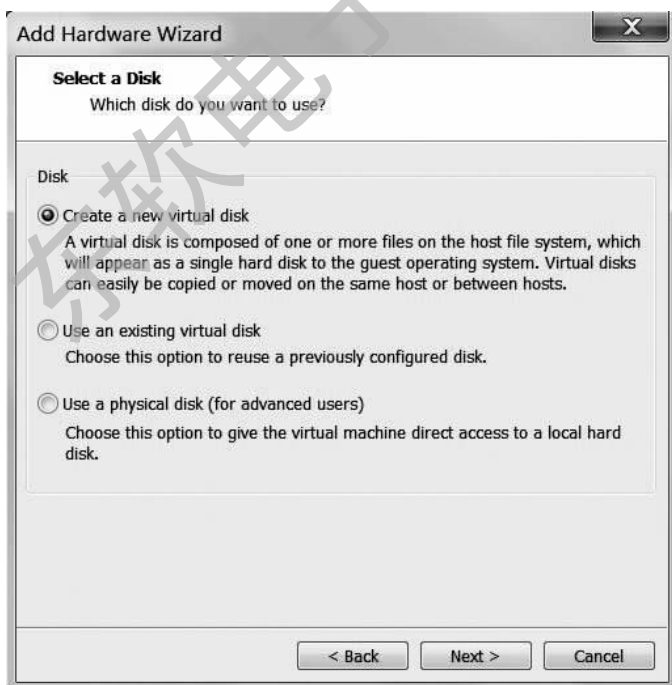 Add Hardware Wizard
Select a Disk
Which disk do you want to use?
Disk
Create a new virtual disk
A virtual disk is composed of one or more files on the host file system, which
will appear as a single hard disk to the guest operating system. Virtual disks
can easily be copied or moved on the same host or between hosts.
Use an existing virtual disk
Choose this option to reuse a previously configured disk.
Use a physical disk (for advanced users)
Choose this option to give the virtual machine direct access to a local hard
disk.
< Back
Next >
Cancel
东软电